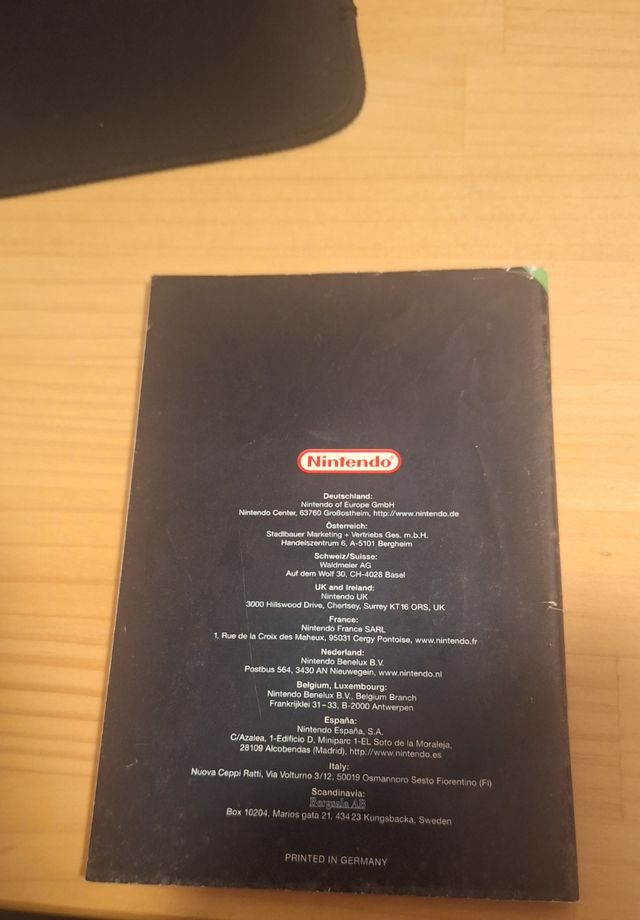 Nintendo®
Deutschland:
Nintendo of Europe GmbH
Nintendo Center, 63760 Großostheim, http://www.nintendo.de
Österreich:
Stadlbauer Marketing + Vertriebs Ges. m.b.H.
Handelszentrum 6, A-5101 Bergheim
Schweiz/Suisse:
Waldmeier AG
Auf dem Wolf 30, CH-4028 Basel
UK and Ireland:
Nintendo UK
3000 Hillswood Drive, Chertsey, Surrey KT16 ORS, UK
France:
Nintendo France SARL
1, Rue de la Croix des Maheux, 95031 Cergy Pontoise, www.nintendo.fr
Nederland:
Nintendo Benelux B.V.
Postbus 564, 3430 AN Nieuwegein, www.nintendo.nl
Belgium, Luxembourg:
Nintendo Benelux B.V., Belgium Branch
Frankrijklei 31–33, B-2000 Antwerpen
España:
Nintendo España, S.A.
C/Azalea, 1-Edificio D, Miniparc 1-EL Soto de la Moraleja,
28109 Alcobendas (Madrid), http://www.nintendo.es
Italy:
Nuova Ceppi Ratti, Via Volturno 3/12, 50019 Osmannoro Sesto Fiorentino (FI)
Scandinavia:
Bergsala AB
Box 10204, Marios gata 21, 43423 Kungsbacka, Sweden
PRINTED IN GERMANY